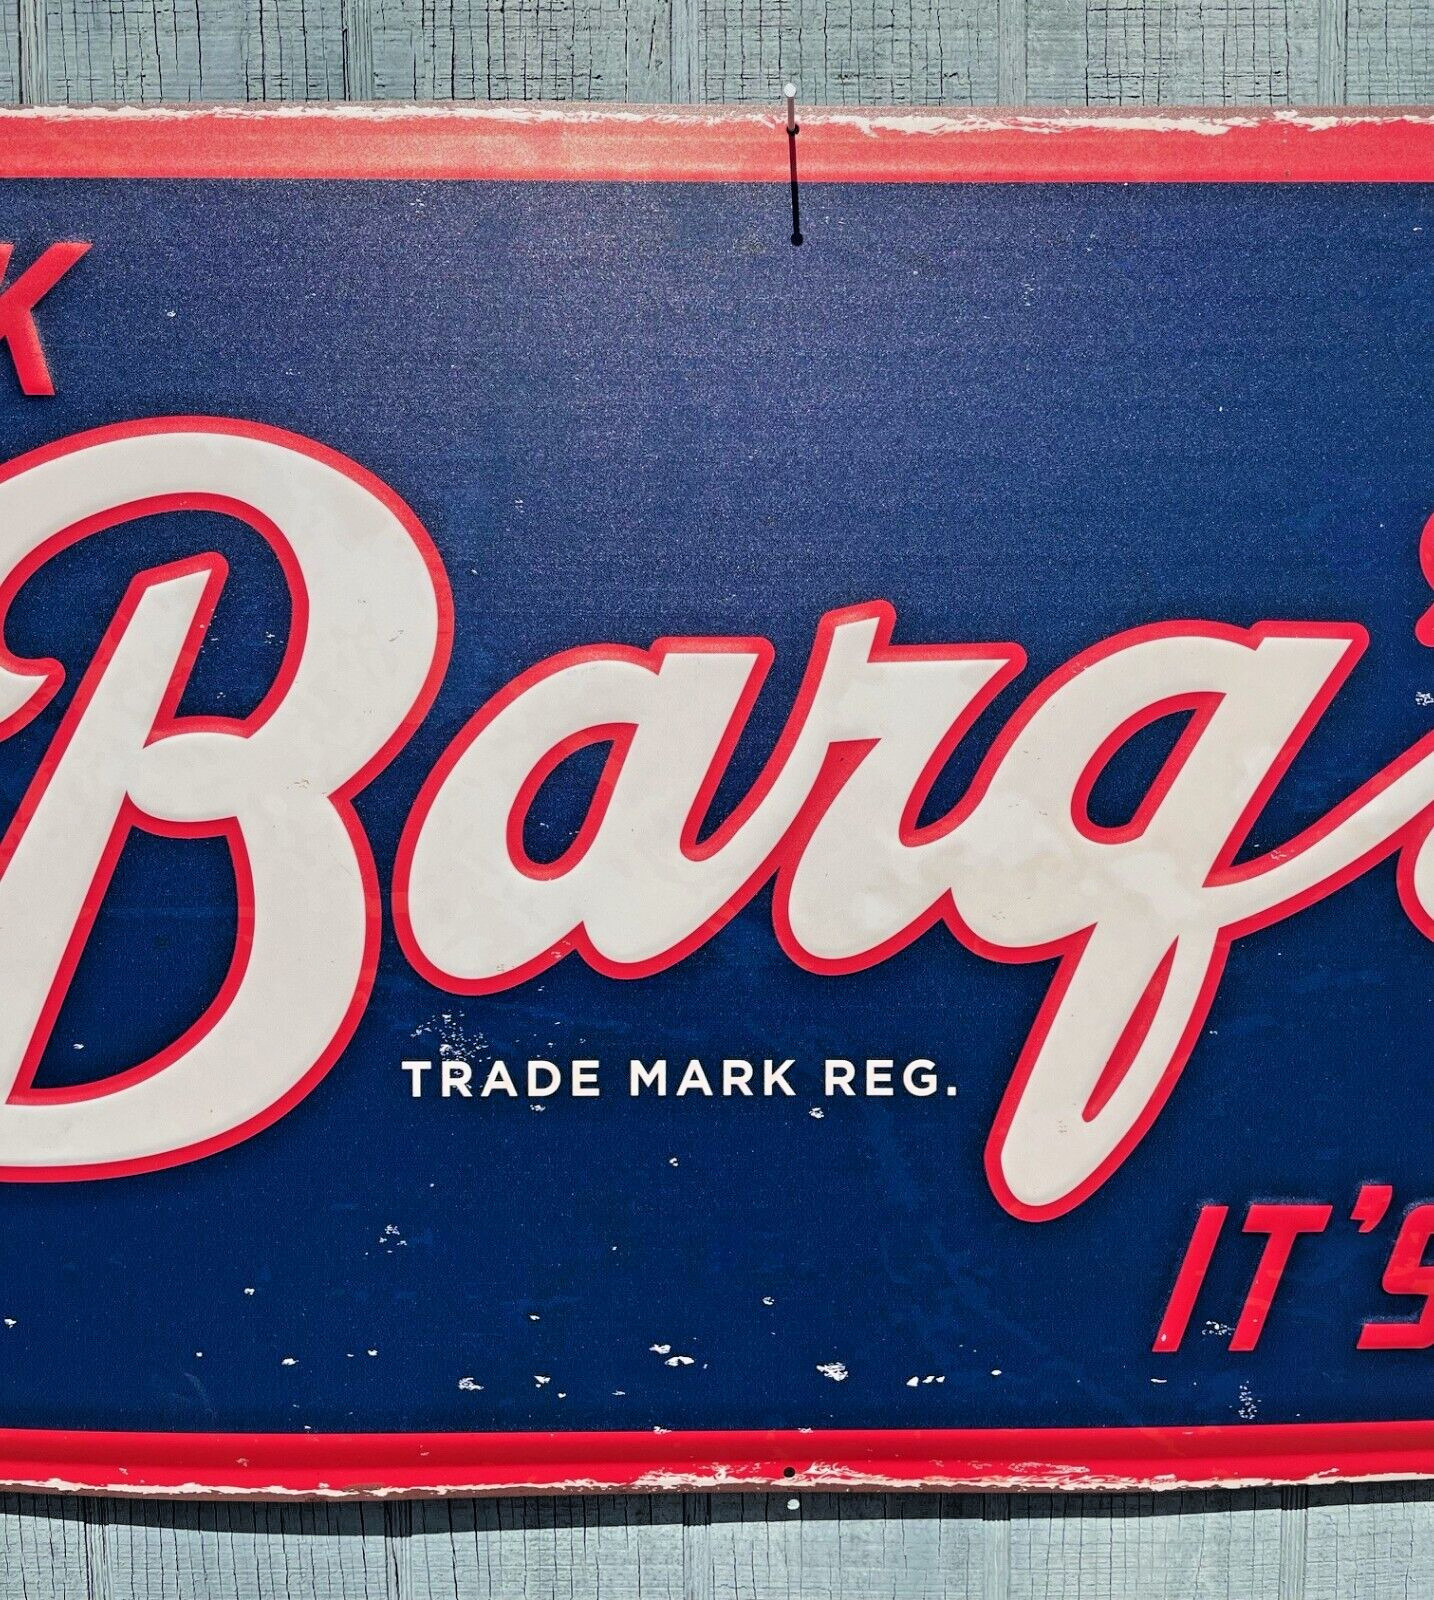 K
Barq's
TRADE MARK REG.
IT'S